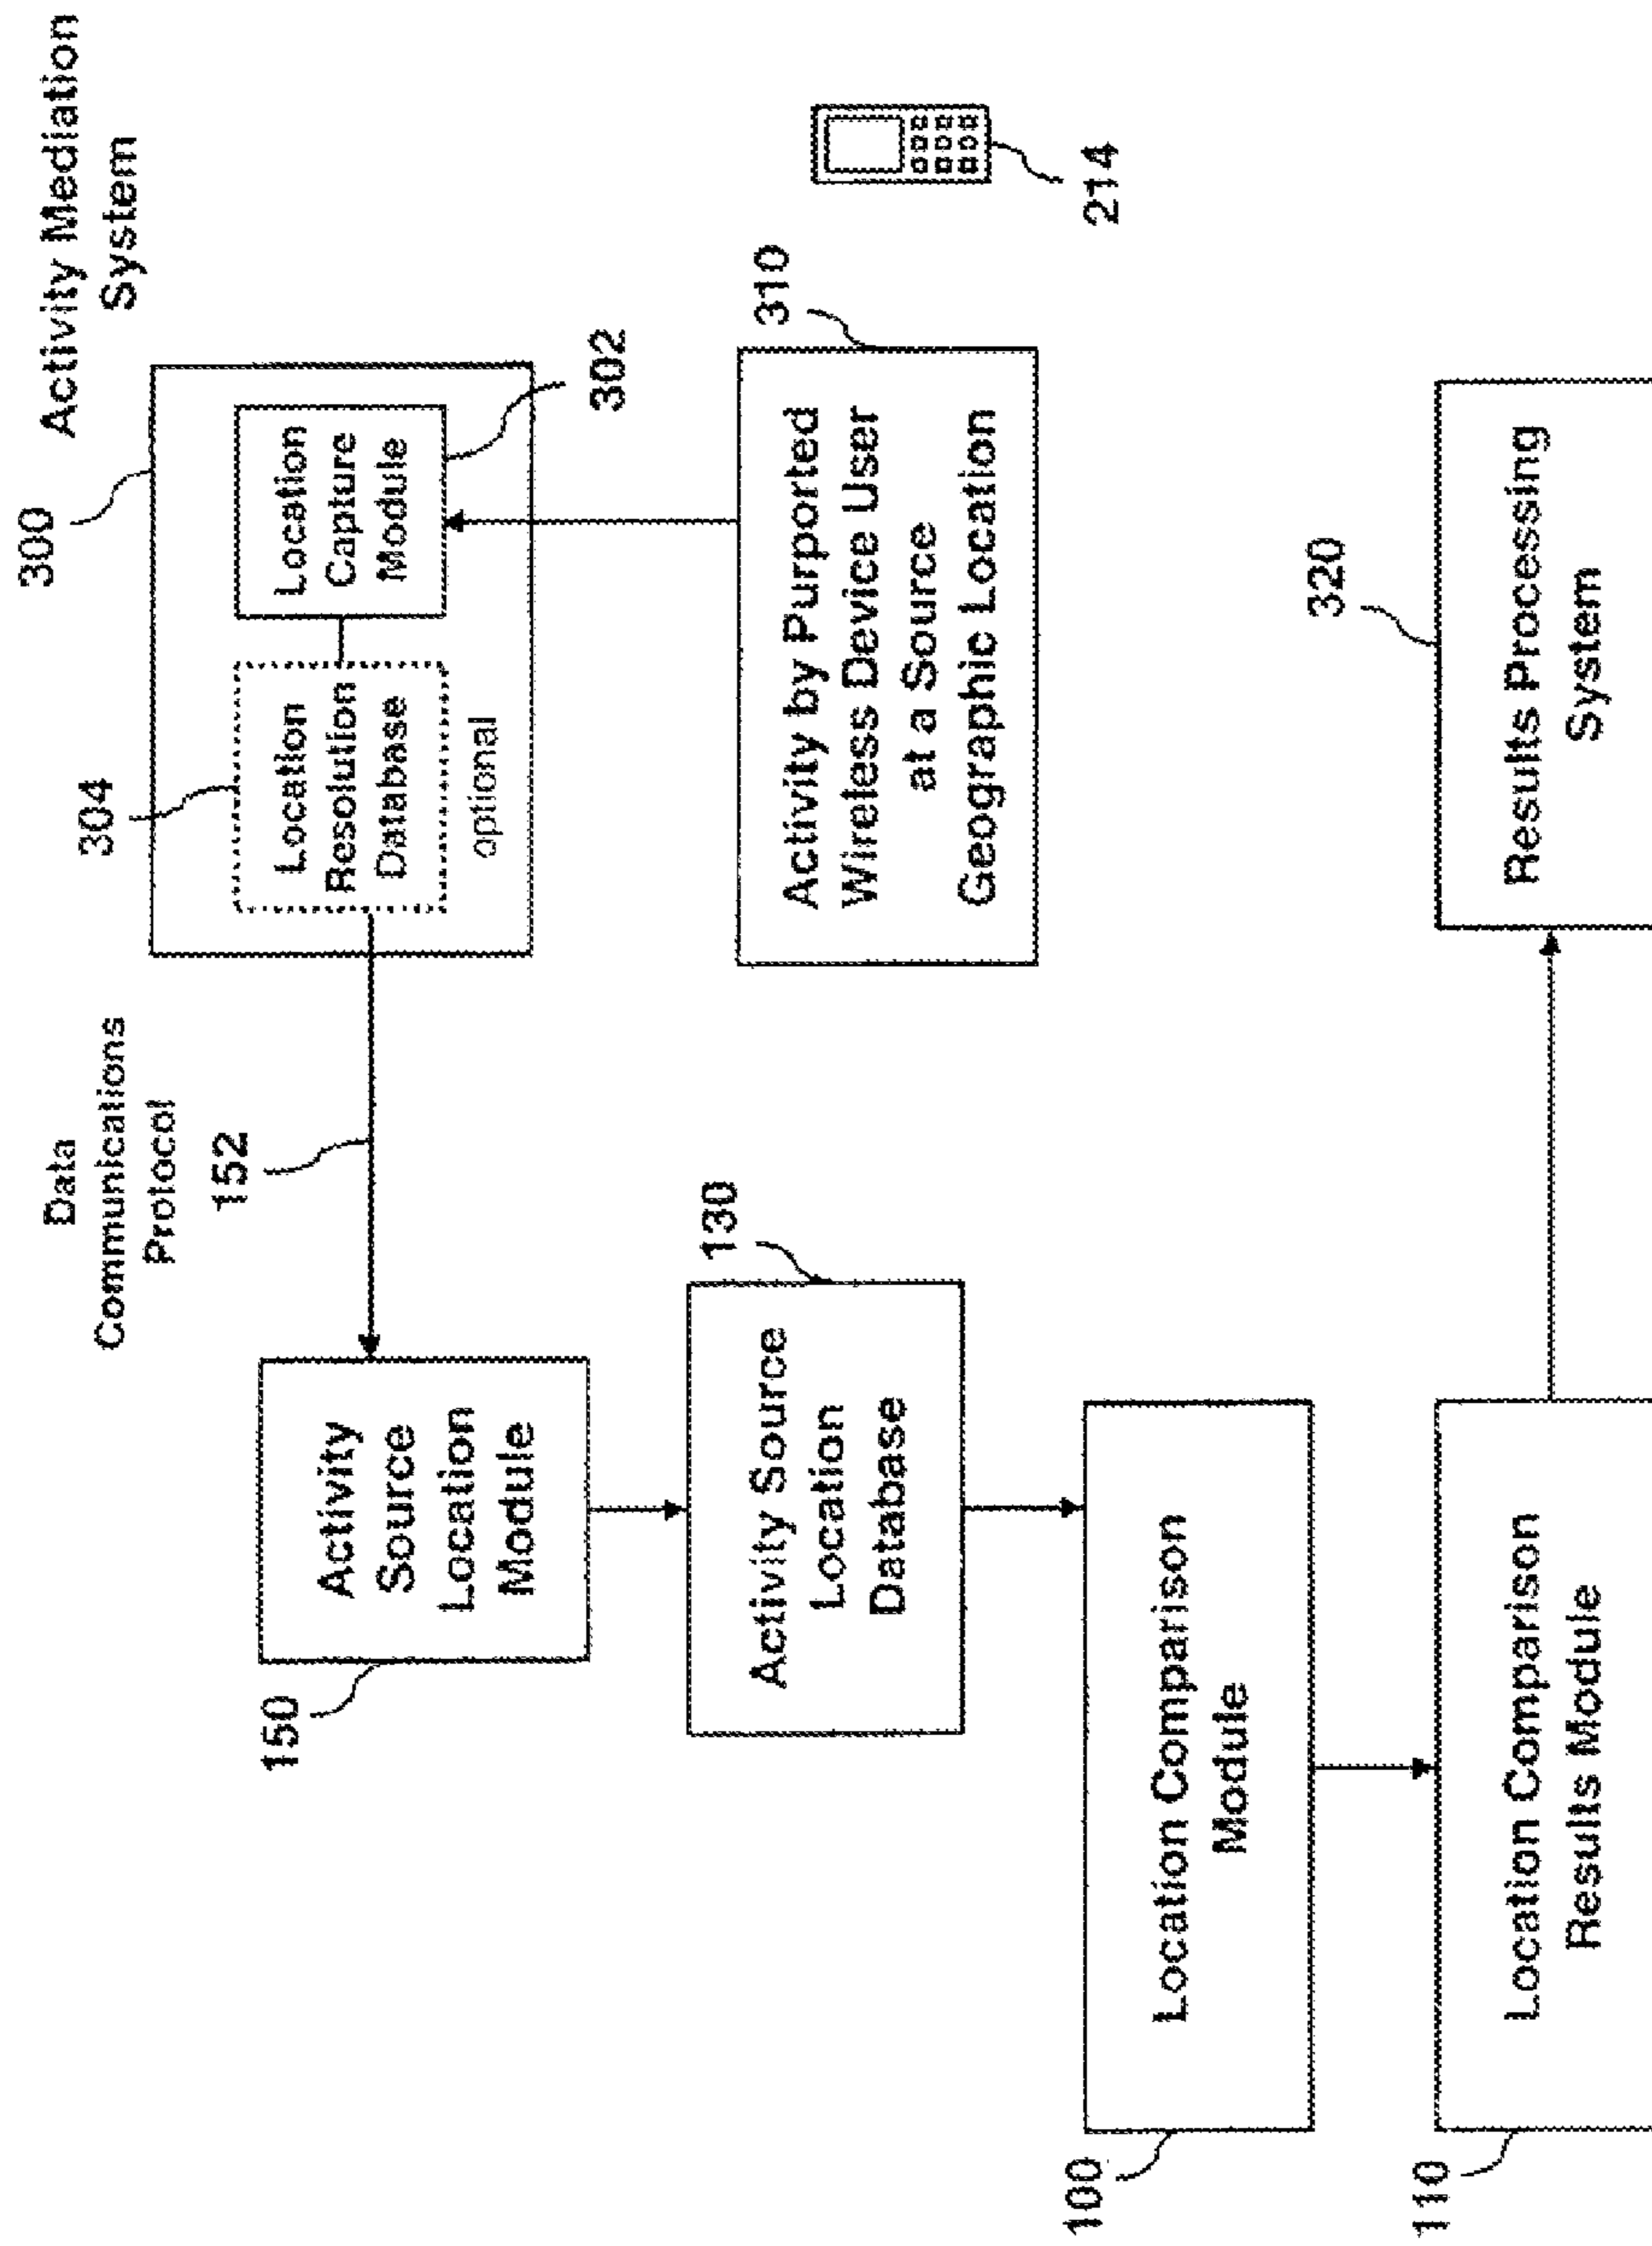 Data
Communications
Protocol
152
300
Activity Mediation
System
304
Location
Resolution
Database
optional
Location
Capture
Module
302
150
Activity
Source
Location
Module
130
Activity Source
Location
Database
310
Activity by Purported
Wireless Device User
at a Source
Geographic Location
214
100
Location Comparison
Module
110
Location Comparison
Results Module
320
Results Processing
System